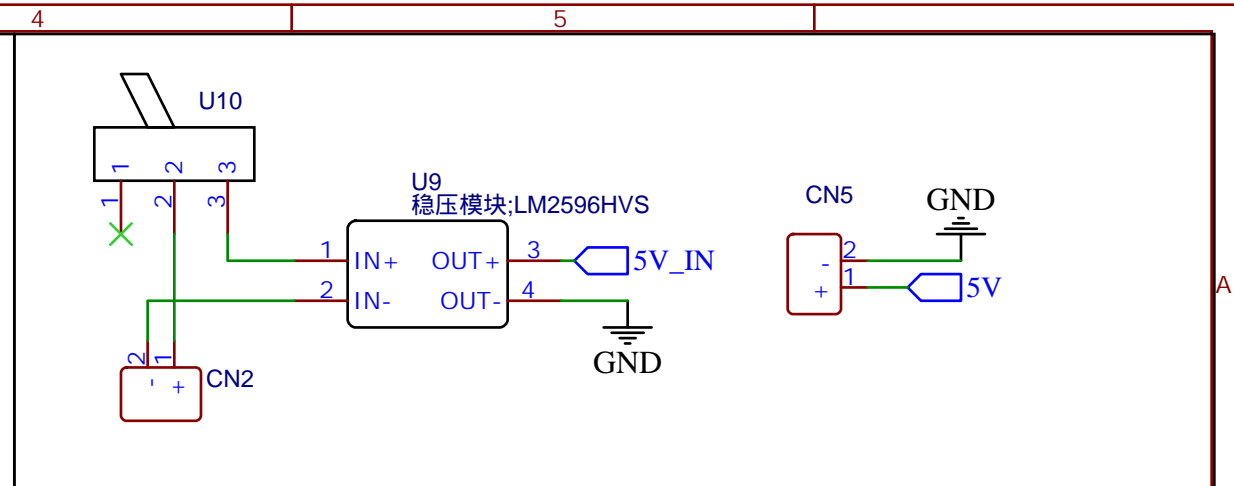 4
5
A
U10
1
2
3
1
2
3
U9
稳压模块;LM2596HVS
1
IN+
OUT+
3
5V_IN
2
IN-
OUT-
4
GND
2
1
-
+
CN2
CN5
GND
-
2
+
1
5V